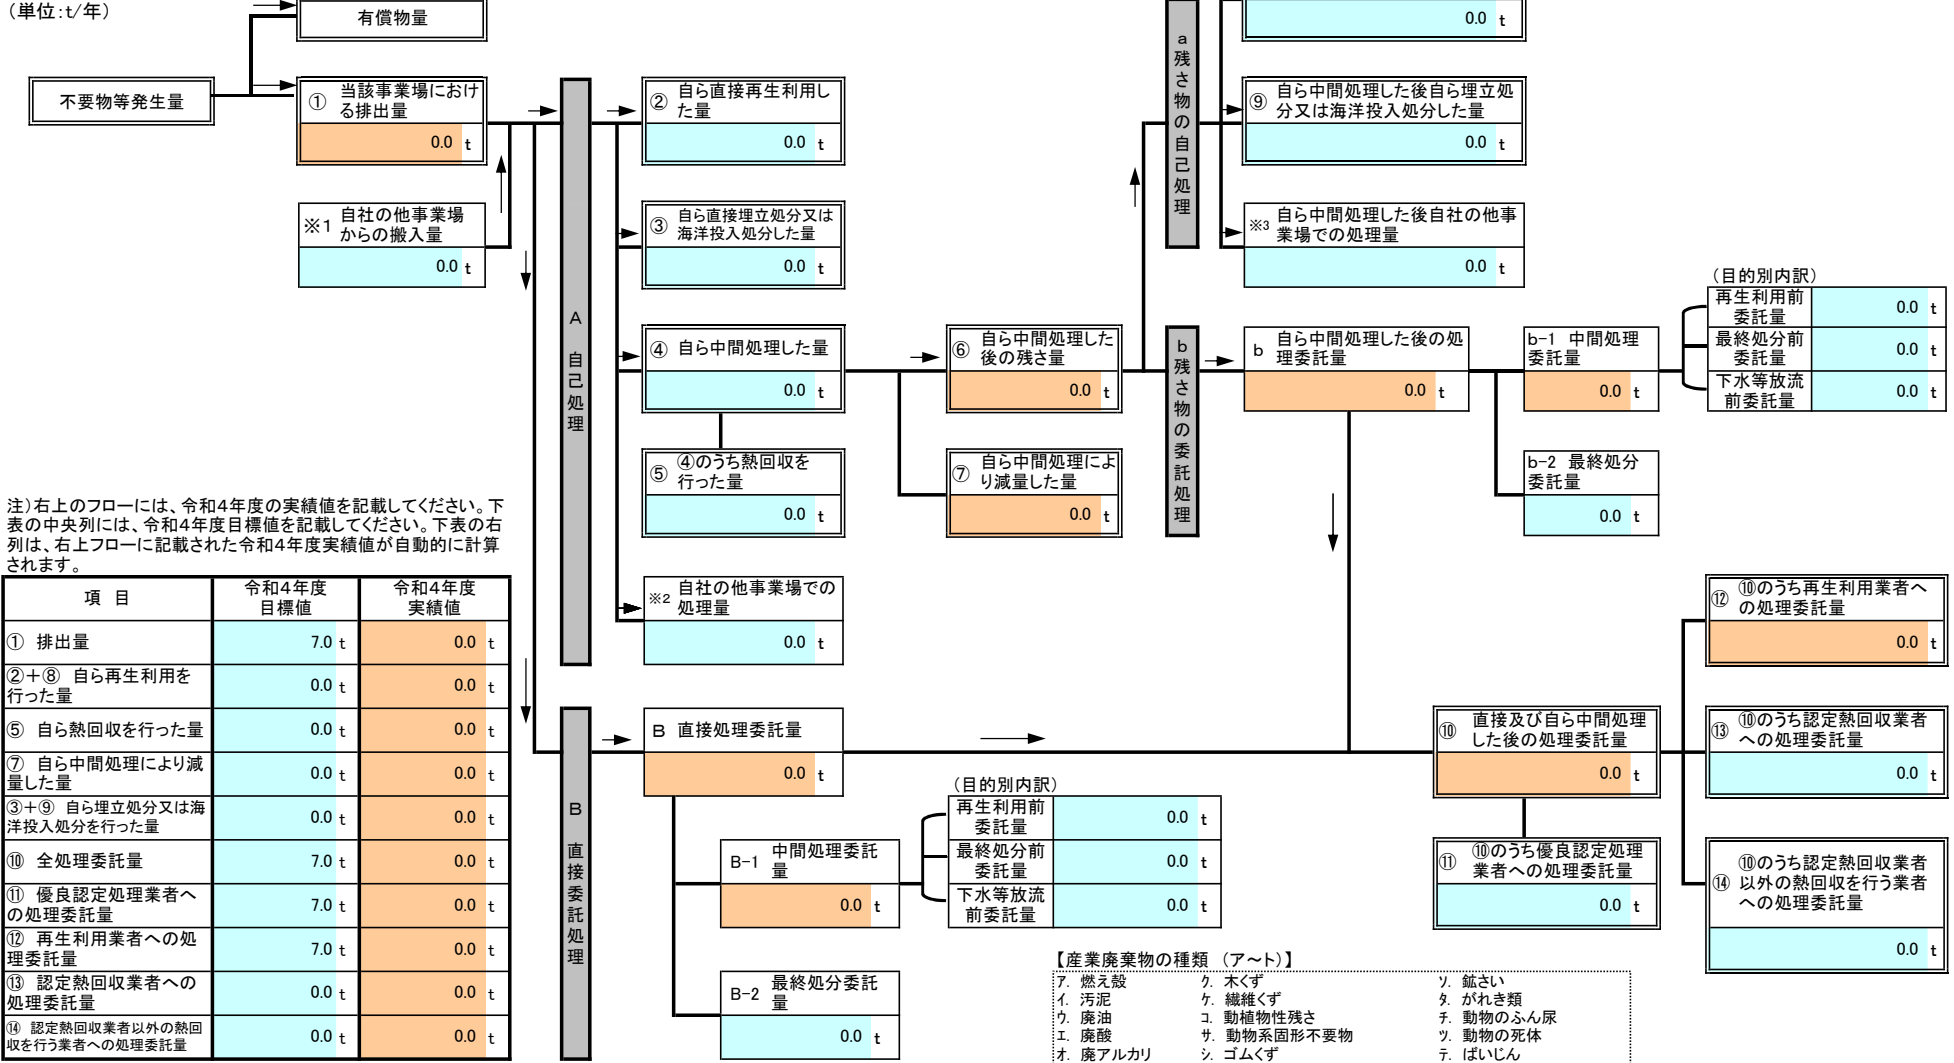 （単位：t/年）
有償物量
不要物等発生量
① 当該事業場におけ
る排出量
0.0 t
※1 自社の他事業場
からの搬入量
0.0 t
A
自己処理
② 自ら直接再生利用し
た量
0.0 t
③ 自ら直接埋立処分又は
海洋投入処分した量
0.0 t
④ 自ら中間処理した量
0.0 t
⑤ ④のうち熱回収を
行った量
0.0 t
※2 自社の他事業場での
処理量
0.0 t
⑥ 自ら中間処理した
後の残さ量
0.0 t
⑦ 自ら中間処理によ
り減量した量
0.0 t
a
残さ物の自己処理
0.0 t
⑨ 自ら中間処理した後自ら埋立処
分又は海洋投入処分した量
0.0 t
※3 自ら中間処理した後自社の他事
業場での処理量
0.0 t
b
残さ物の委託処理
b 自ら中間処理した後の処
理委託量
0.0 t
b-1 中間処理
委託量
0.0 t
b-2 最終処分
委託量
0.0 t
（目的別内訳）
再生利用前
委託量
0.0 t
最終処分前
委託量
0.0 t
下水等放流
前委託量
0.0 t
注）右上のフローには、令和4年度の実績値を記載してください。下
表の中央列には、令和4年度目標値を記載してください。下表の右
列は、右上フローに記載された令和4年度実績値が自動的に計算
されます。
項 目 令和4年度 目標値 令和4年度 実績値
① 排出量 7.0 t 0.0 t
②＋⑧ 自ら再生利用を
行った量 0.0 t 0.0 t
⑤ 自ら熱回収を行った量 0.0 t 0.0 t
⑦ 自ら中間処理により減
量した量 0.0 t 0.0 t
③＋⑨ 自ら埋立処分又は海
洋投入処分を行った量 0.0 t 0.0 t
⑩ 全処理委託量 7.0 t 0.0 t
⑪ 優良認定処理業者へ
の処理委託量 7.0 t 0.0 t
⑫ 再生利用業者への処
理委託量 7.0 t 0.0 t
⑬ 認定熱回収業者への
処理委託量 0.0 t 0.0 t
⑭ 認定熱回収業者以外の熱回
収を行う業者への処理委託量 0.0 t 0.0 t
B
直接委託処理
B 直接処理委託量
0.0 t
B-1 中間処理委託
量
0.0 t
B-2 最終処分委託
量
0.0 t
（目的別内訳）
再生利用前
委託量
0.0 t
最終処分前
委託量
0.0 t
下水等放流
前委託量
0.0 t
⑩ 直接及び自ら中間処理
した後の処理委託量
0.0 t
⑪ ⑩のうち優良認定処理
業者への処理委託量
0.0 t
⑫ ⑩のうち再生利用業者へ
の処理委託量
0.0 t
⑬ ⑩のうち認定熱回収業者
への処理委託量
0.0 t
⑭ ⑩のうち認定熱回収業者
以外の熱回収を行う業者
への処理委託量
0.0 t
【産業廃棄物の種類 （ア～ト）】
ア. 燃え殻 ク. 木くず ソ. 鉱さい
イ. 汚泥 ケ. 繊維くず タ. がれき類
ウ. 廃油 コ. 動植物性残さ チ. 動物のふん尿
エ. 廃酸 サ. 動物系固形不要物 ツ. 動物の死体
オ. 廃アルカリ シ. ゴムくず テ. ばいじん